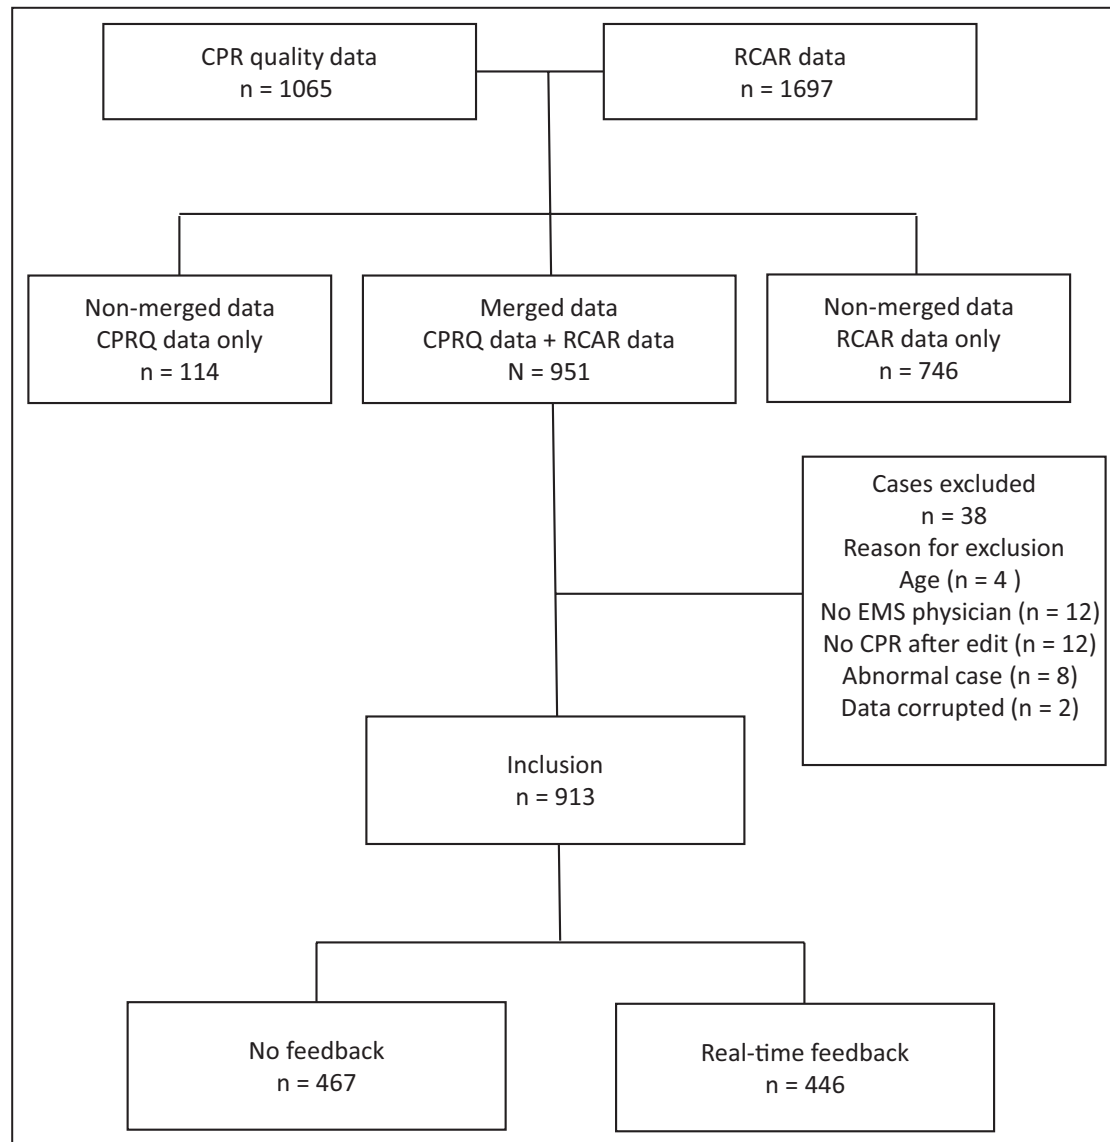 CPR quality data
n = 1065
RCAR data
n = 1697
Non-merged data
CPRQ data only
n = 114
Merged data
CPRQ data + RCAR data
N = 951
Non-merged data
RCAR data only
n = 746
Cases excluded
n = 38
Reason for exclusion
Age (n = 4 )
No EMS physician (n = 12)
No CPR after edit (n = 12)
Abnormal case (n = 8)
Data corrupted (n = 2)
Inclusion
n = 913
No feedback
n = 467
Real-time feedback
n = 446